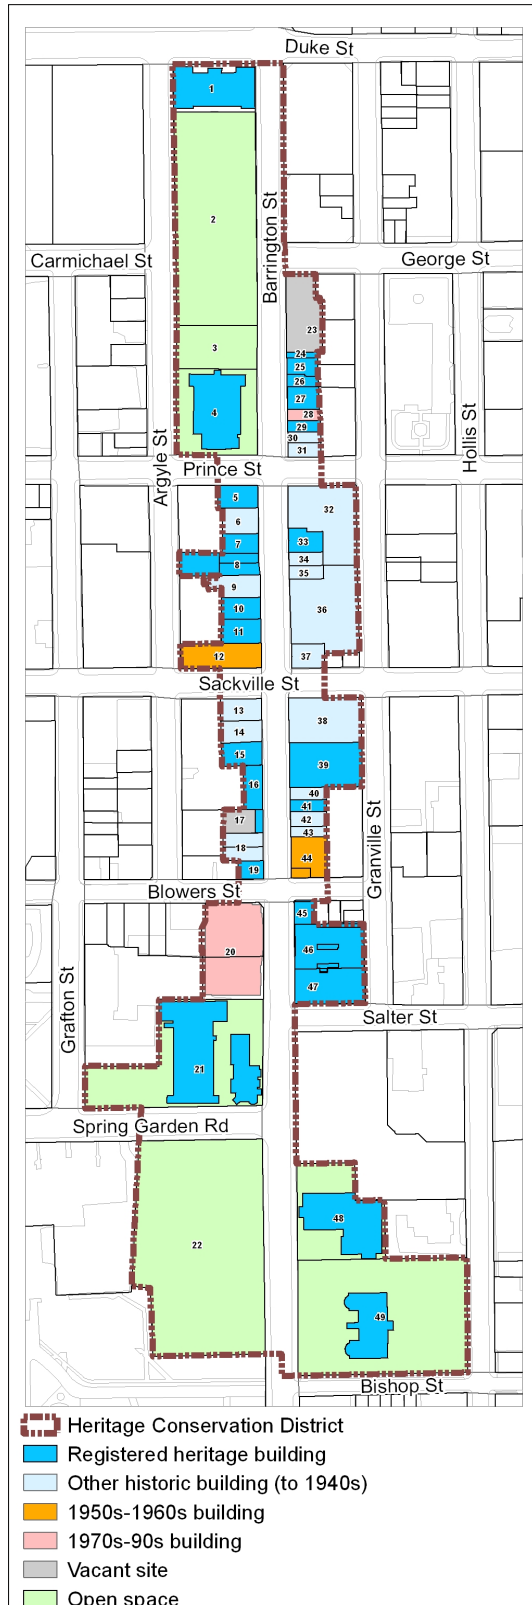 Duke St
1
Barrington St
2
Carmichael St
George St
23
3
24
25
26
4
27
28
29
30
31
Argyle St
Hollis St
Prince St
5
32
6
7
33
8
34
35
9
10
36
11
12
37
Sackville St
13
38
14
15
39
16
40
41
17
42
43
18
44
19
Granville St
Blowers St
45
20
46
47
Grafton St
Salter St
21
Spring Garden Rd
48
22
49
Bishop St
Heritage Conservation District
Registered heritage building
Other historic building (to 1940s)
1950s-1960s building
1970s-90s building
Vacant site
Open space